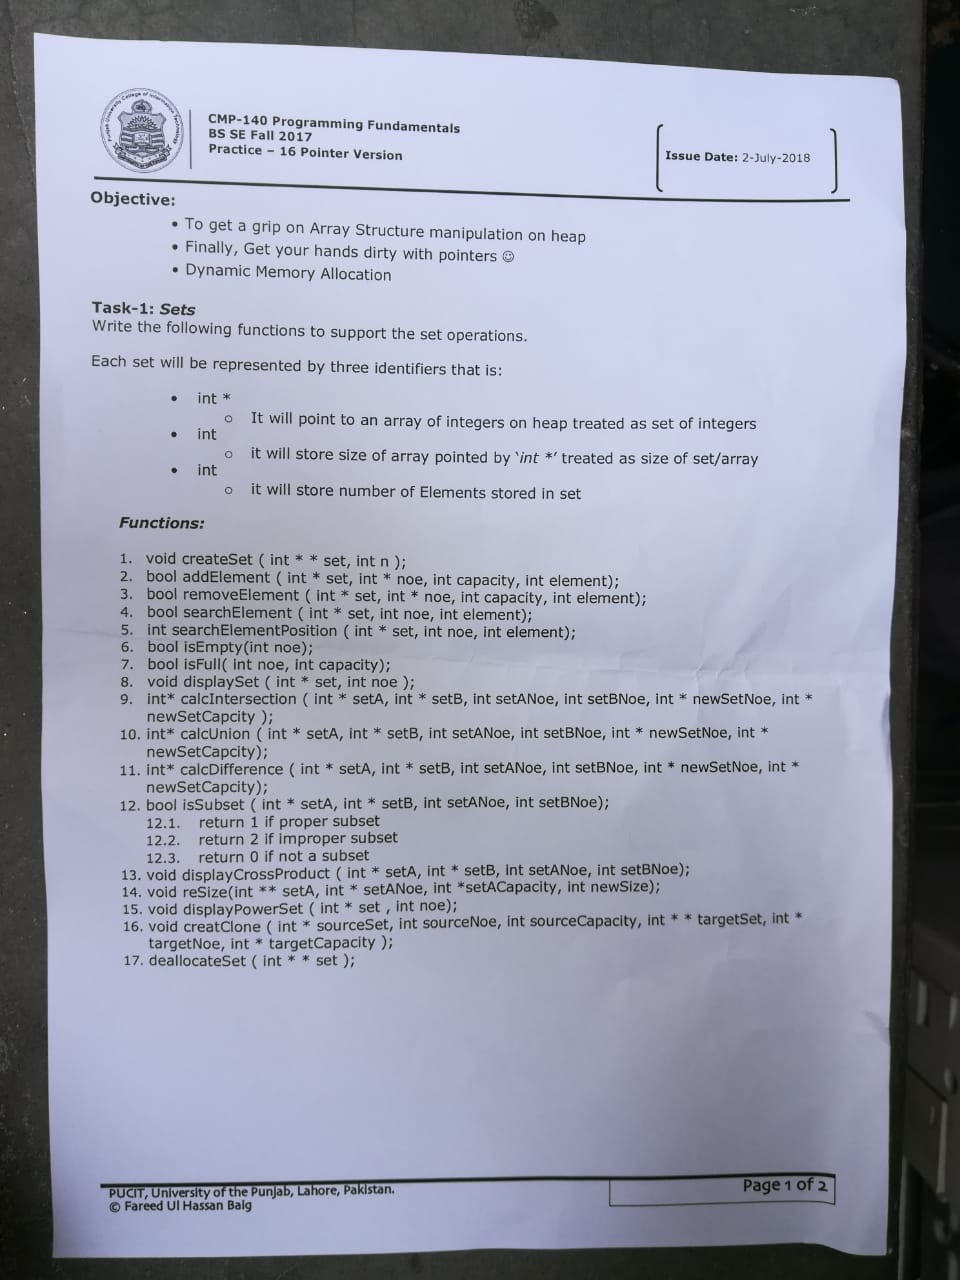 Punjab University College of Information Technology
CMP-140 Programming Fundamentals
BS SE Fall 2017
Practice – 16 Pointer Version
Issue Date: 2-July-2018
Objective:
• To get a grip on Array Structure manipulation on heap
• Finally, Get your hands dirty with pointers ☺
• Dynamic Memory Allocation
Task-1: Sets
Write the following functions to support the set operations.
Each set will be represented by three identifiers that is:
• int *
o It will point to an array of integers on heap treated as set of integers
• int
o it will store size of array pointed by ‘int *’ treated as size of set/array
• int
o it will store number of Elements stored in set
Functions:
1. void createSet ( int * * set, int n );
2. bool addElement ( int * set, int * noe, int capacity, int element);
3. bool removeElement ( int * set, int * noe, int capacity, int element);
4. bool searchElement ( int * set, int noe, int element);
5. int searchElementPosition ( int * set, int noe, int element);
6. bool isEmpty(int noe);
7. bool isFull( int noe, int capacity);
8. void displaySet ( int * set, int noe );
9. int* calcIntersection ( int * setA, int * setB, int setANoe, int setBNoe, int * newSetNoe, int *
newSetCapcity );
10. int* calcUnion ( int * setA, int * setB, int setANoe, int setBNoe, int * newSetNoe, int *
newSetCapcity);
11. int* calcDifference ( int * setA, int * setB, int setANoe, int setBNoe, int * newSetNoe, int *
newSetCapcity);
12. bool isSubset ( int * setA, int * setB, int setANoe, int setBNoe);
12.1. return 1 if proper subset
12.2. return 2 if improper subset
12.3. return 0 if not a subset
13. void displayCrossProduct ( int * setA, int * setB, int setANoe, int setBNoe);
14. void reSize(int ** setA, int * setANoe, int *setACapacity, int newSize);
15. void displayPowerSet ( int * set , int noe);
16. void creatClone ( int * sourceSet, int sourceNoe, int sourceCapacity, int * * targetSet, int *
targetNoe, int * targetCapacity );
17. deallocateSet ( int * * set );
PUCIT, University of the Punjab, Lahore, Pakistan.
© Fareed Ul Hassan Baig
Page 1 of 2